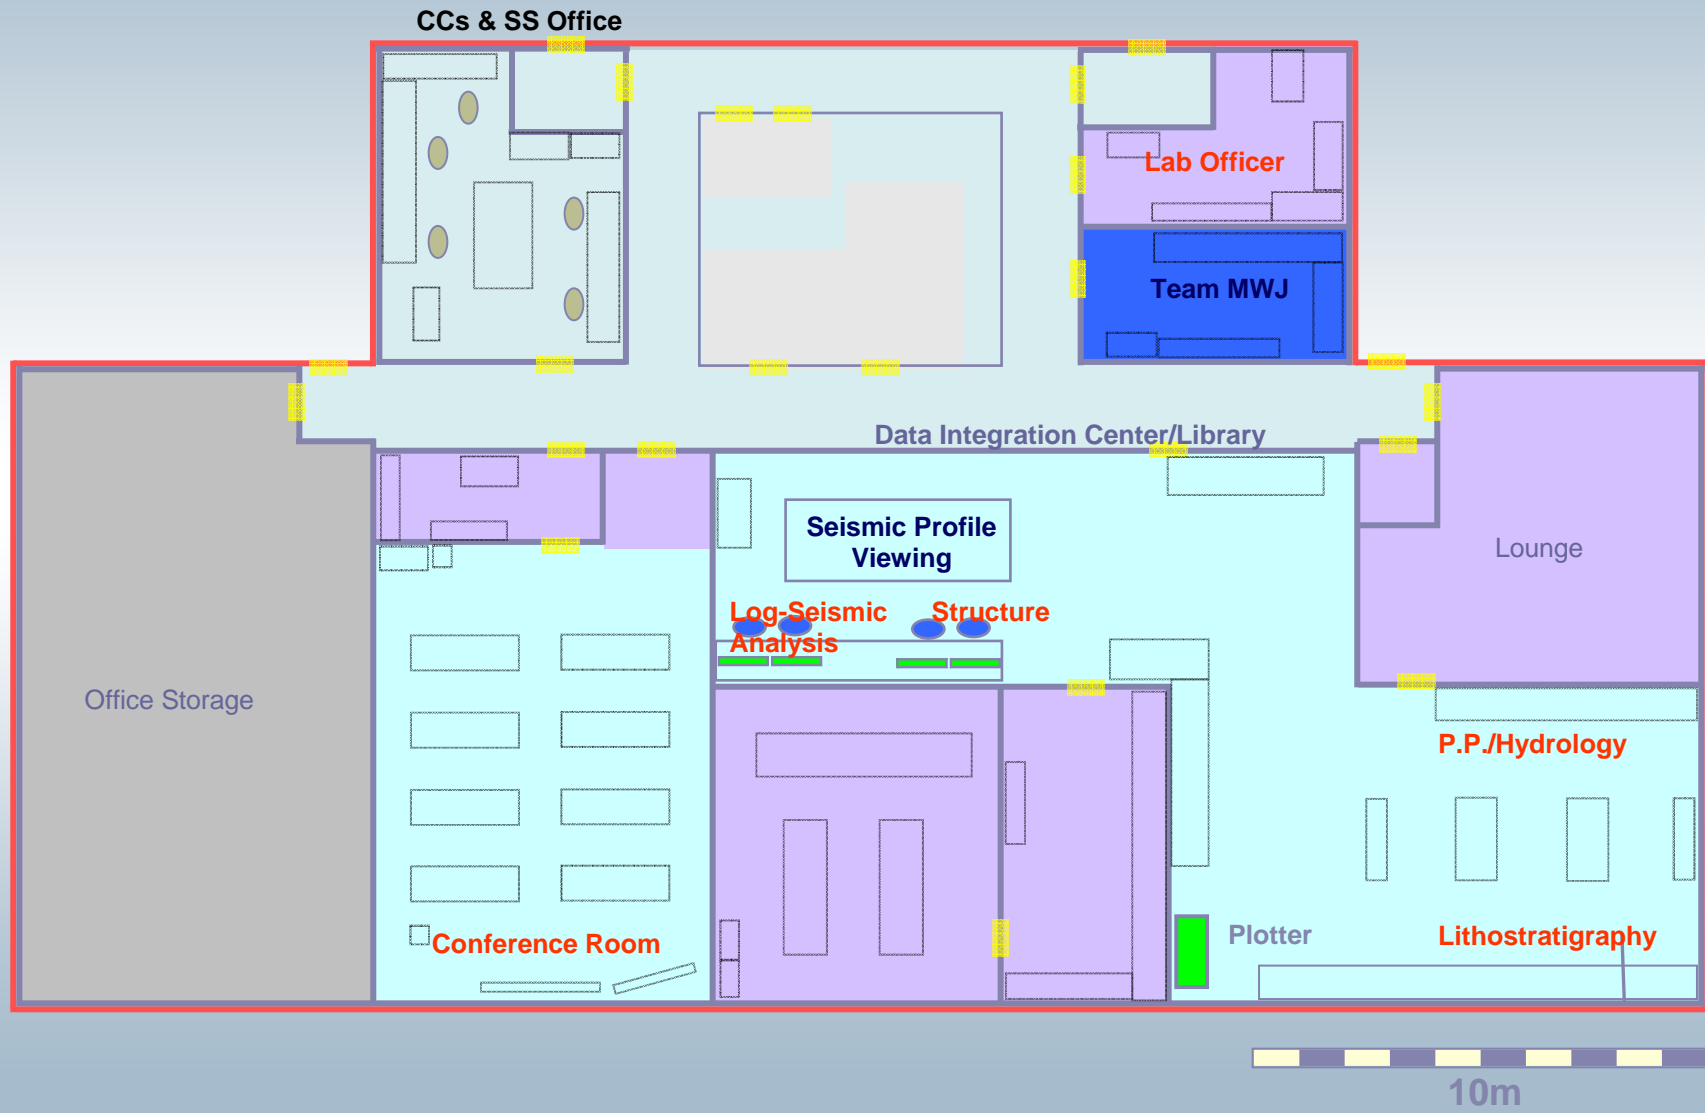 CCs & SS Office
Lab Officer
Team MWJ
Data Integration Center/Library
Seismic Profile
Viewing
Lounge
Log-Seismic
Analysis
Structure
Office Storage
P.P./Hydrology
Conference Room
Plotter
Lithostratigraphy
10m